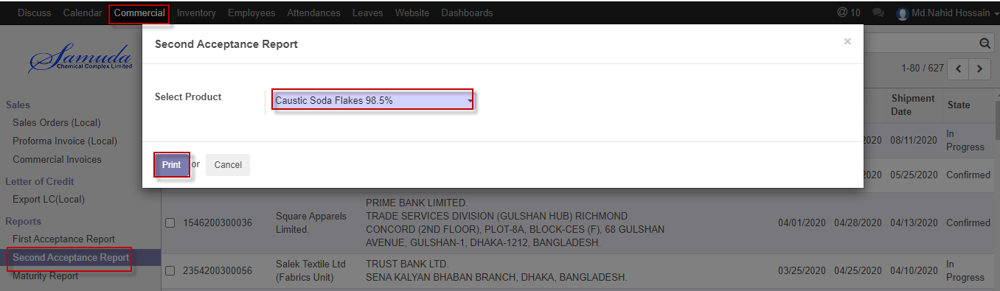 Discuss Calendar Commercial Inventory Employees Attendances Leaves Website Dashboards @ 10 Md.Nahid Hossain
Second Acceptance Report ×
Samuda
Chemical Complex Limited
1-80 / 627
Select Product Caustic Soda Flakes 98.5%
Shipment
Date State
Sales
Sales Orders (Local)
Proforma Invoice (Local)
Commercial Invoices
2020 08/11/2020 In
Progress
Print or Cancel
2020 05/25/2020 Confirmed
Letter of Credit
Export LC(Local)
Reports
First Acceptance Report
Second Acceptance Report
Maturity Report
1546200300036 Square Apparels
Limited.
PRIME BANK LIMITED.
TRADE SERVICES DIVISION (GULSHAN HUB) RICHMOND
CONCORD (2ND FLOOR), PLOT-8A, BLOCK-CES (F), 68 GULSHAN
AVENUE, GULSHAN-1, DHAKA-1212, BANGLADESH.
04/01/2020 04/28/2020 04/13/2020 Confirmed
2354200300056 Salek Textile Ltd
(Fabrics Unit)
TRUST BANK LTD.
SENA KALYAN BHABAN BRANCH, DHAKA, BANGLADESH.
03/25/2020 04/25/2020 04/10/2020 In
Progress